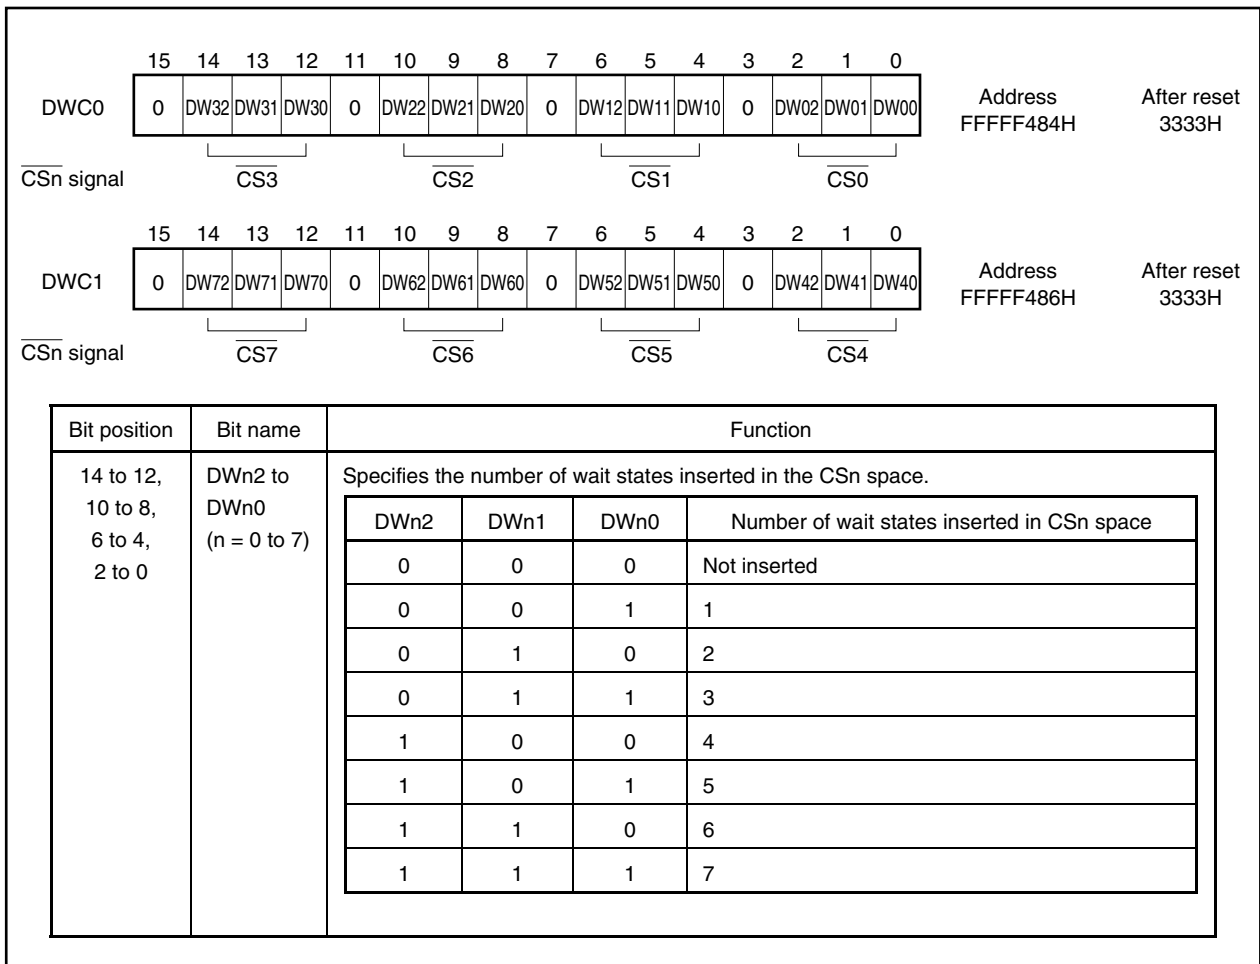 15 14 13 12 11 10 9 8 7 6 5 4 3 2 1 0
DWC0 0 DW32 DW31 DW30 0 DW22 DW21 DW20 0 DW12 DW11 DW10 0 DW02 DW01 DW00 Address After reset
FFFFF484H 3333H
CSn signal CS3 CS2 CS1 CS0
15 14 13 12 11 10 9 8 7 6 5 4 3 2 1 0
DWC1 0 DW72 DW71 DW70 0 DW62 DW61 DW60 0 DW52 DW51 DW50 0 DW42 DW41 DW40 Address After reset
FFFFF486H 3333H
CSn signal CS7 CS6 CS5 CS4
Bit position Bit name Function
14 to 12, DWn2 to Specifies the number of wait states inserted in the CSn space.
10 to 8, DWn0 DWn2 DWn1 DWn0 Number of wait states inserted in CSn space
6 to 4, (n = 0 to 7)
2 to 0 0 0 0 Not inserted
0 0 1 1
0 1 0 2
0 1 1 3
1 0 0 4
1 0 1 5
1 1 0 6
1 1 1 7